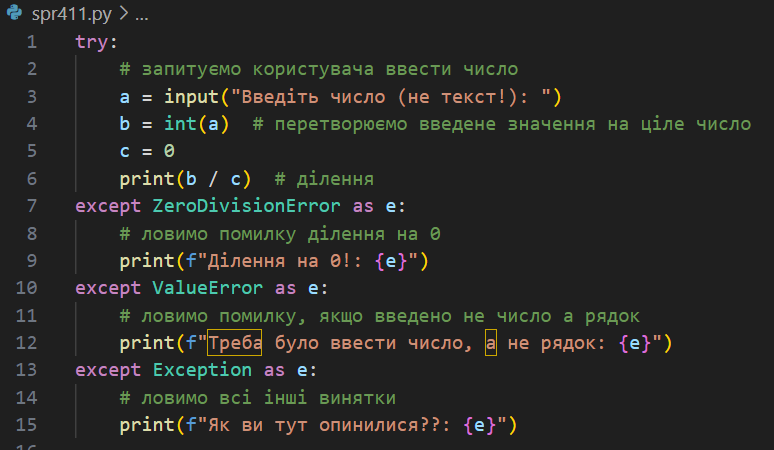 spr411.py > ...
1 try:
2     # запитуємо користувача ввести число
3     a = input("Введіть число (не текст!): ")
4     b = int(a)  # перетворюємо введене значення на ціле число
5     c = 0
6     print(b / c)  # ділення
7 except ZeroDivisionError as e:
8     # ловимо помилку ділення на 0
9     print(f"Ділення на 0!: {e}")
10 except ValueError as e:
11     # ловимо помилку, якщо введено не число а рядок
12     print(f"Треба було ввести число, а не рядок: {e}")
13 except Exception as e:
14     # ловимо всі інші винятки
15     print(f"Як ви тут опинилися??: {e}")